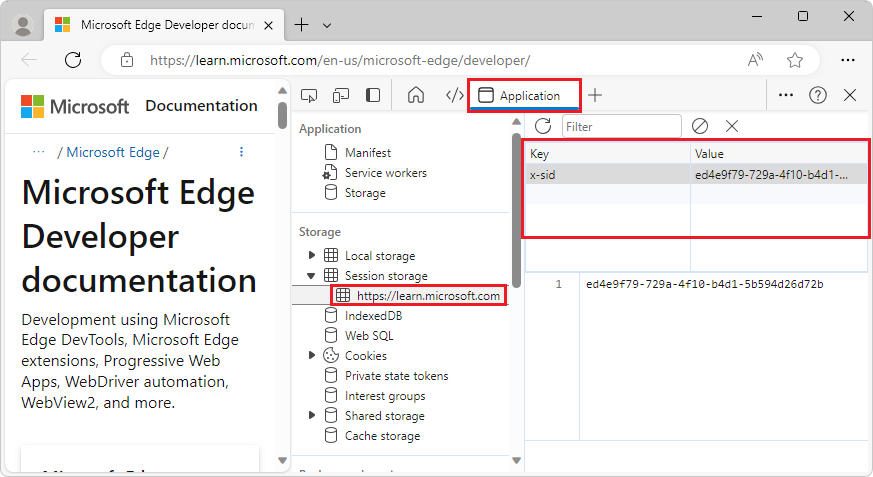 Microsoft Edge Developer docum
https://learn.microsoft.com/en-us/microsoft-edge/developer/
Microsoft Documentation
... / Microsoft Edge /
Microsoft Edge
Developer
documentation
Development using Microsoft
Edge DevTools, Microsoft Edge
extensions, Progressive Web
Apps, WebDriver automation,
WebView2, and more.
Application
Application
Manifest
Service workers
Storage
Storage
Local storage
Session storage
https://learn.microsoft.com
IndexedDB
Web SQL
Cookies
Private state tokens
Interest groups
Shared storage
Cache storage
Filter
Key Value
x-sid ed4e9f79-729a-4f10-b4d1-...
1 ed4e9f79-729a-4f10-b4d1-5b594d26d72b